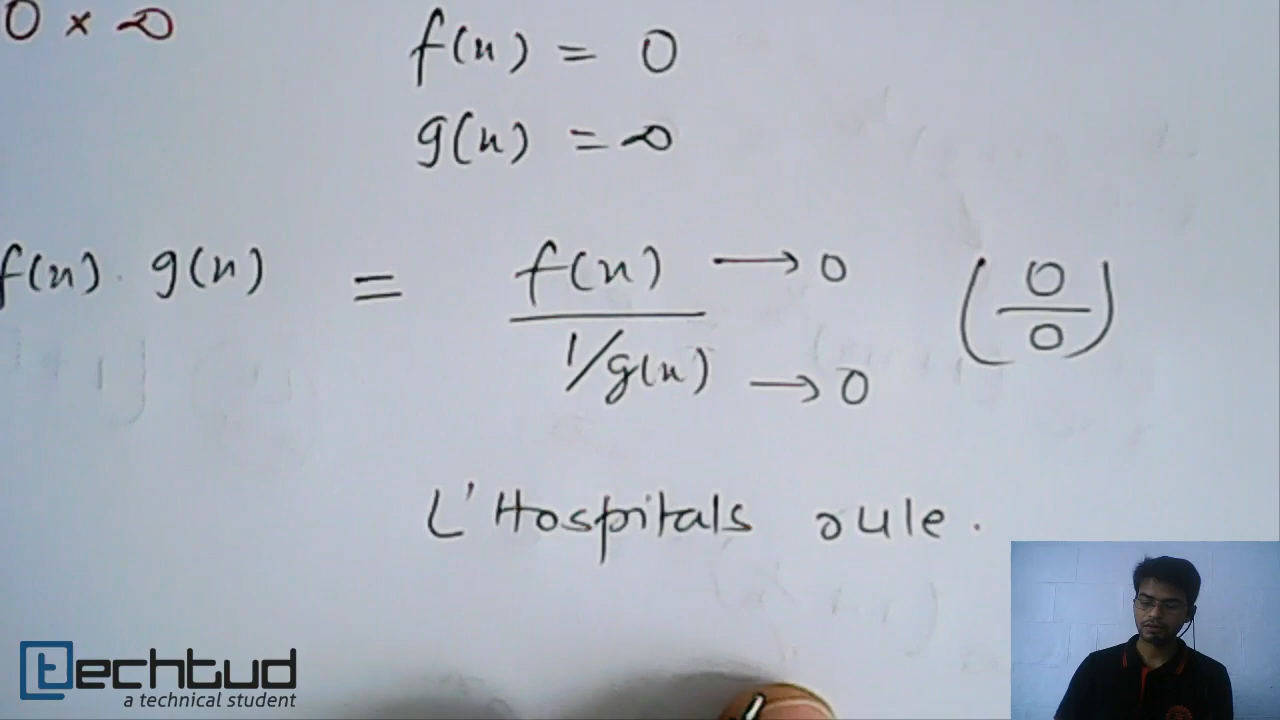 0 × ∞
f(x) = 0
g(x) = ∞
f(x) · g(x) = f(x) → 0 (0/0)
1/g(x) → 0
L'Hospitals rule.
techtud
a technical student